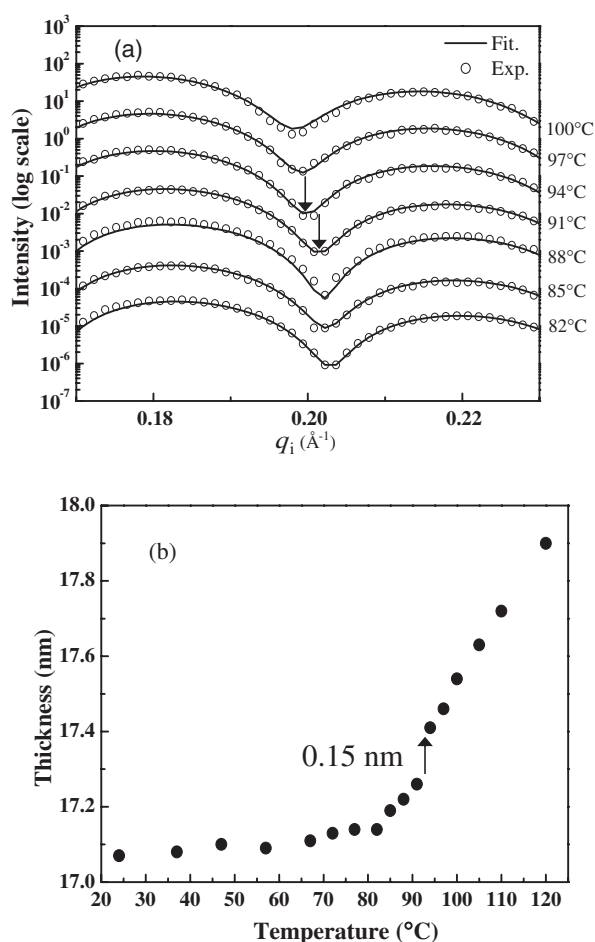 (a)
Fit.
Exp.
10³
10²
10¹
10⁰
10⁻¹
10⁻²
10⁻³
10⁻⁴
10⁻⁵
10⁻⁶
10⁻⁷
Intensity (log scale)
100°C
97°C
94°C
91°C
88°C
85°C
82°C
0.18 0.20 0.22
qᵢ (Å⁻¹)
(b)
18.0
17.8
17.6
17.4
17.2
17.0
Thickness (nm)
0.15 nm
20 30 40 50 60 70 80 90 100 110 120
Temperature (°C)